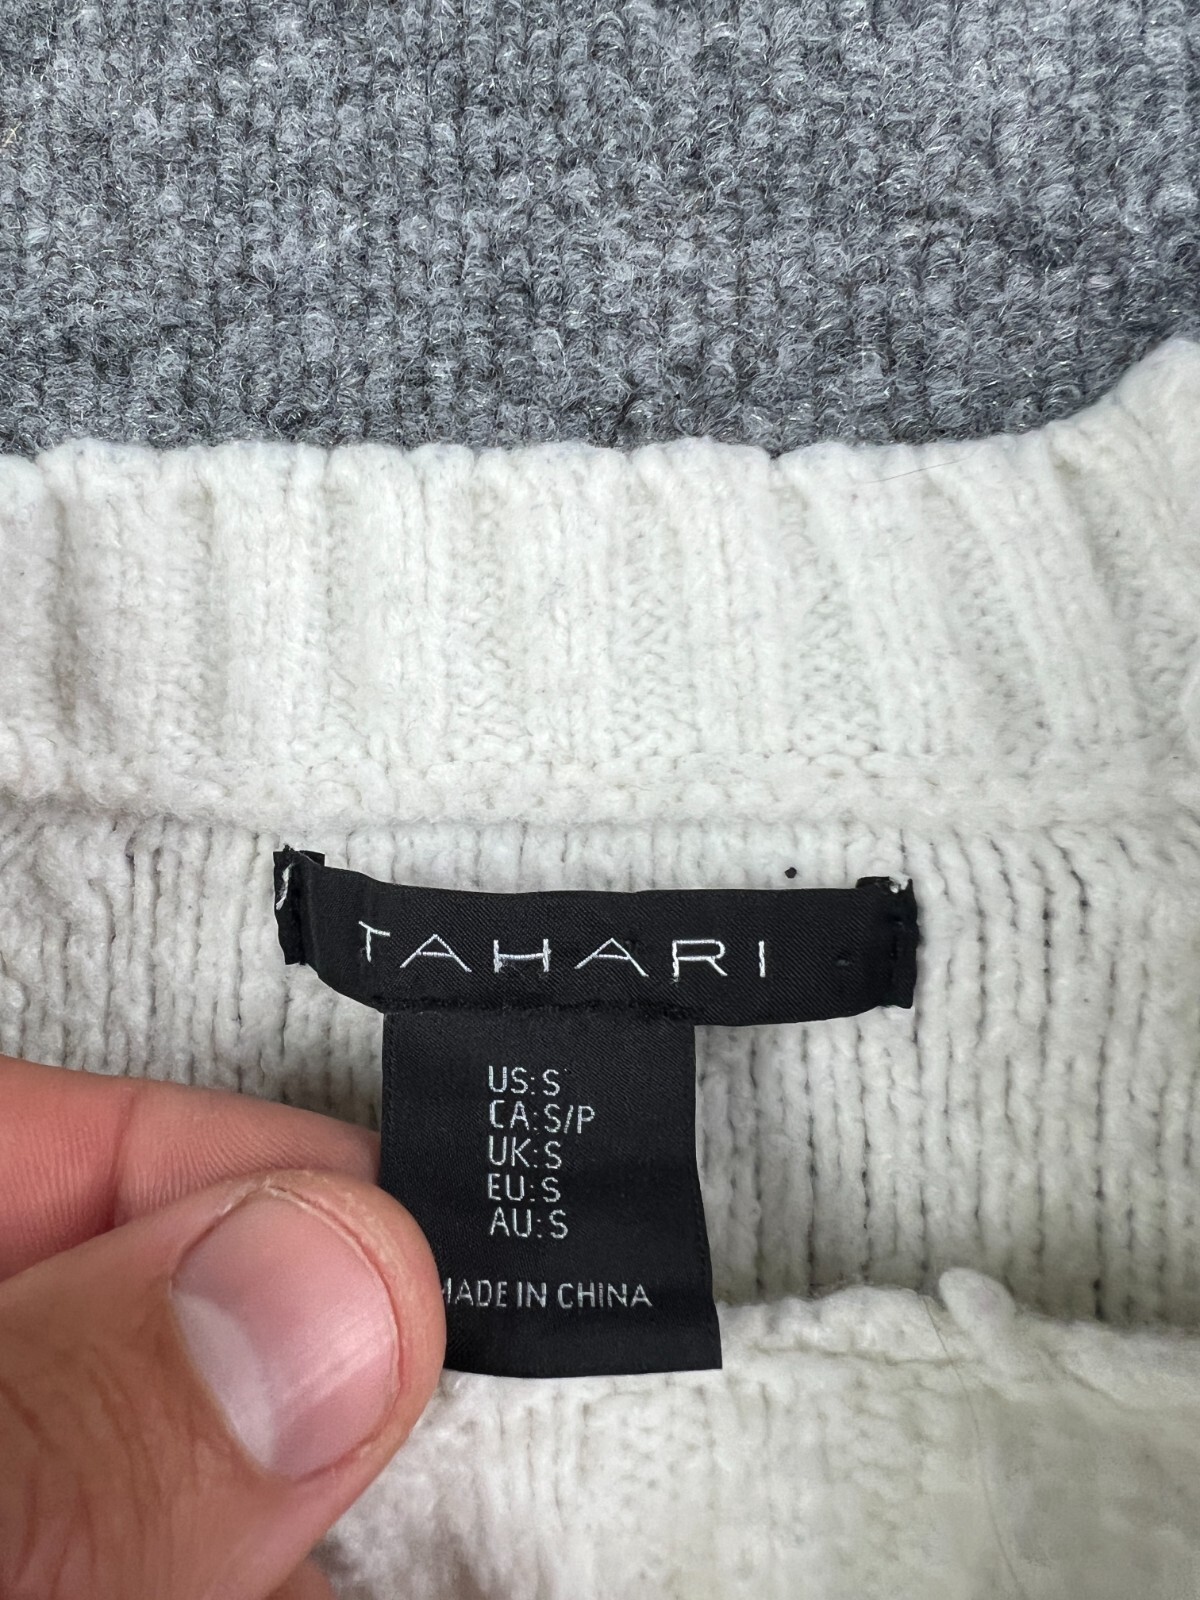 TAHARI
US: S
CA: S/P
UK: S
EU: S
AU: S
MADE IN CHINA